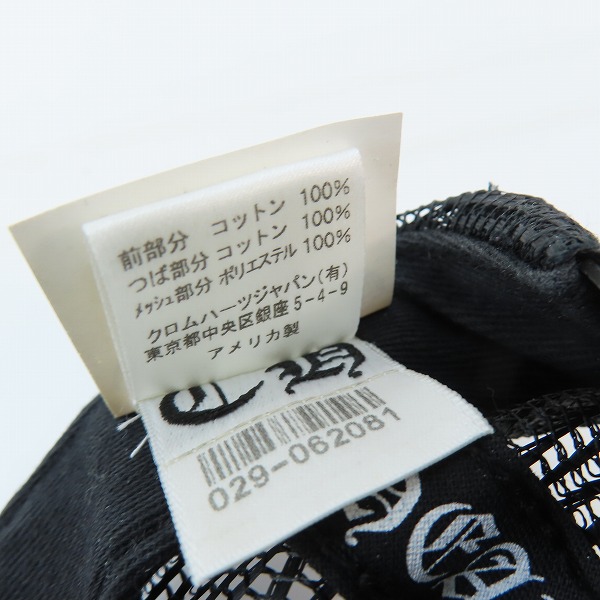 前部分 コットン 100%
つば部分 コットン 100%
メッシュ部分 ポリエステル 100%
クロムハーツジャパン(有)
東京都中央区銀座5-4-9
アメリカ製
029-062081